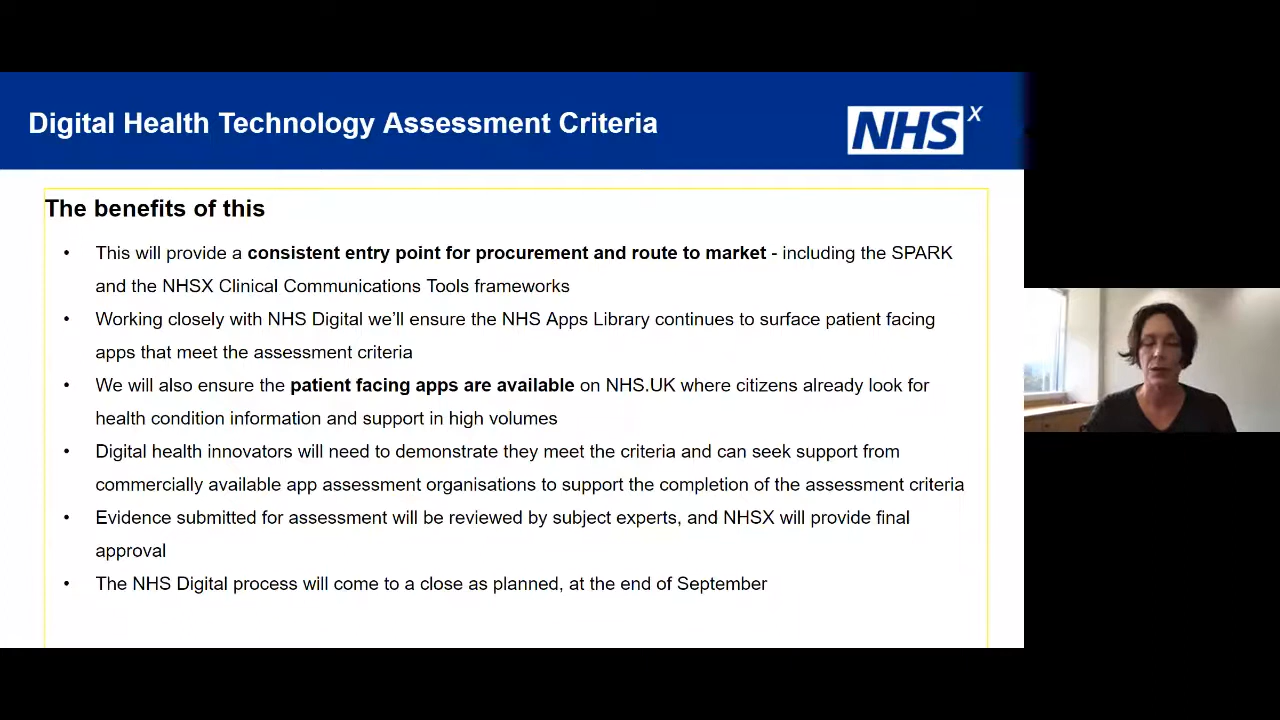 Digital Health Technology Assessment Criteria
NHS X
The benefits of this
• This will provide a consistent entry point for procurement and route to market - including the SPARK
and the NHSX Clinical Communications Tools frameworks
• Working closely with NHS Digital we’ll ensure the NHS Apps Library continues to surface patient facing
apps that meet the assessment criteria
• We will also ensure the patient facing apps are available on NHS.UK where citizens already look for
health condition information and support in high volumes
• Digital health innovators will need to demonstrate they meet the criteria and can seek support from
commercially available app assessment organisations to support the completion of the assessment criteria
• Evidence submitted for assessment will be reviewed by subject experts, and NHSX will provide final
approval
• The NHS Digital process will come to a close as planned, at the end of September